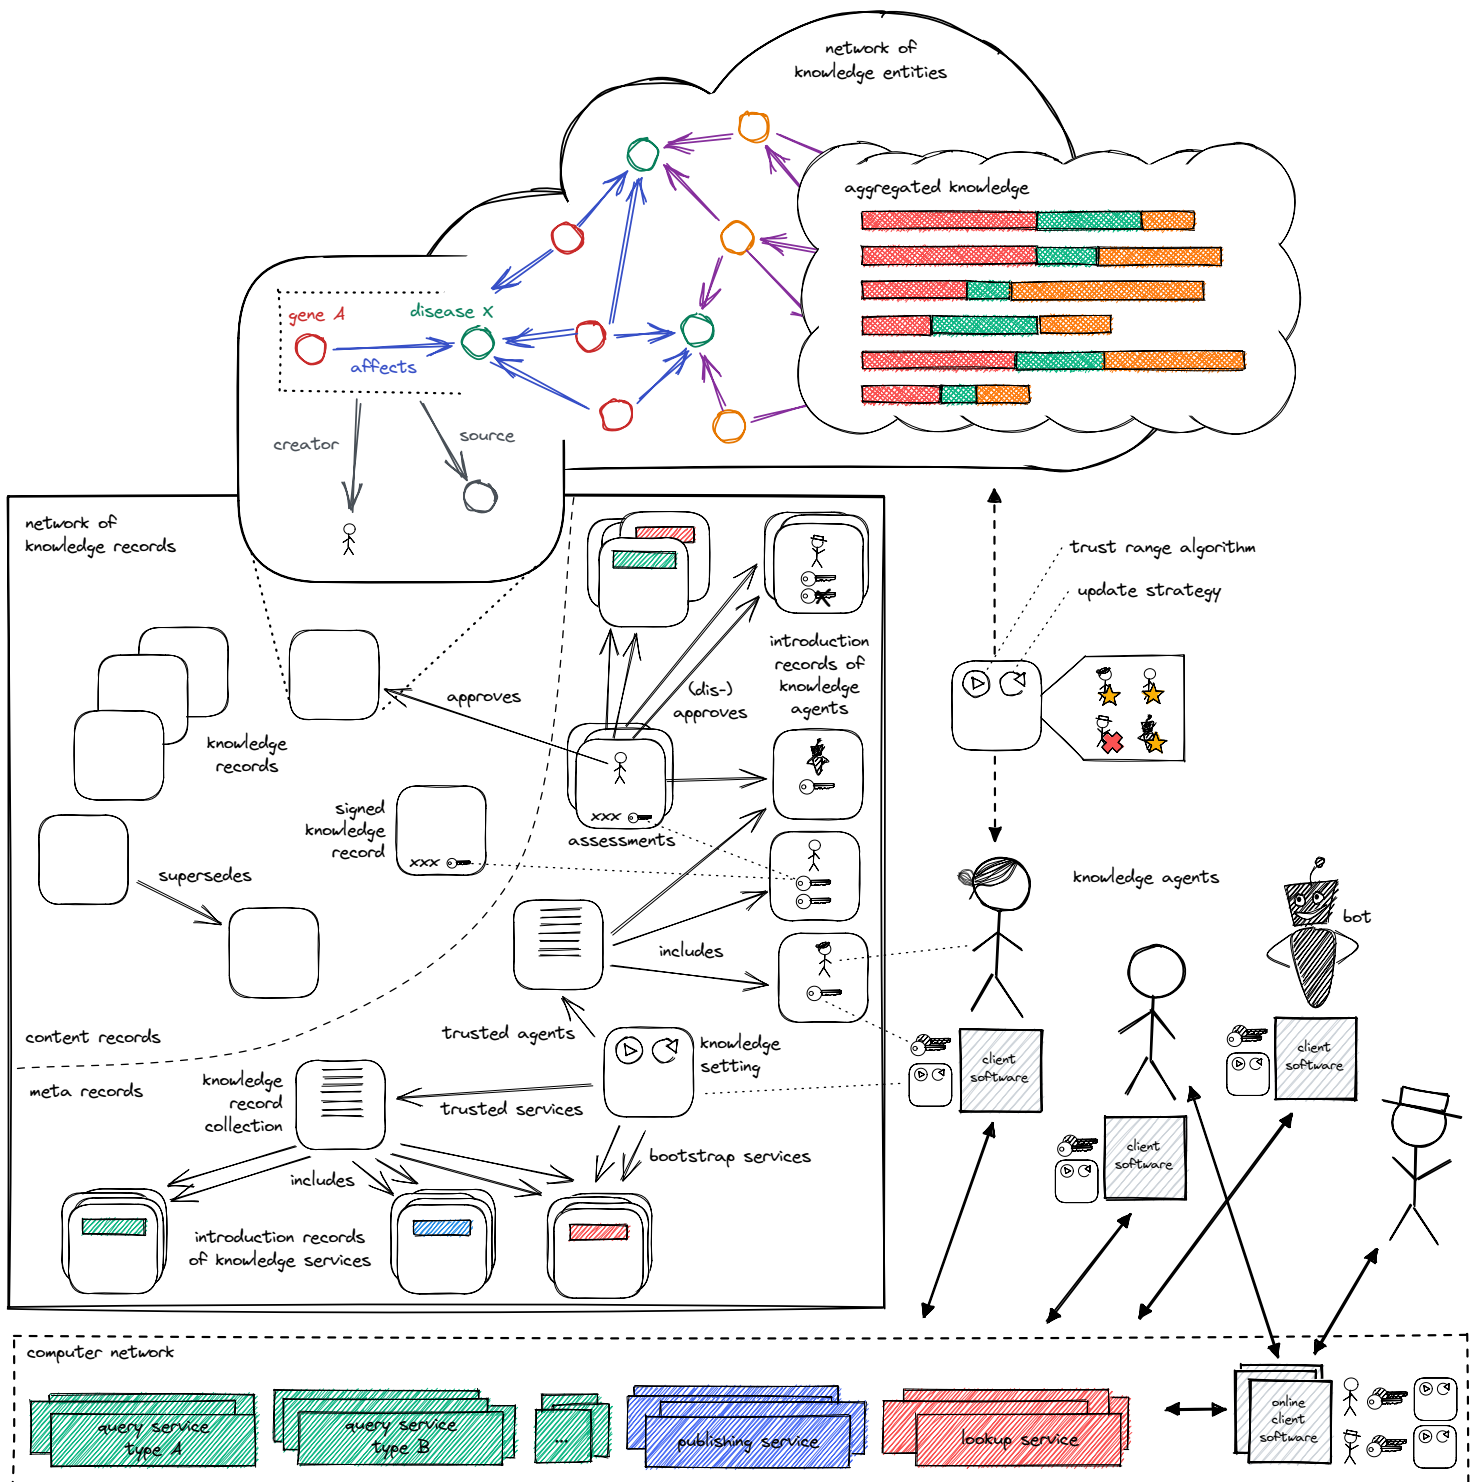 network of
knowledge entities
aggregated knowledge
gene A
disease X
affects
creator
source
network of
knowledge records
trust range algorithm
update strategy
introduction
records of
knowledge
agents
approves
(dis-)
approves
knowledge
records
signed
knowledge
record
xxx
xxx
assessments
supersedes
knowledge agents
bot
includes
content records
trusted agents
knowledge
setting
client
software
client
software
meta records
knowledge
record
collection
trusted services
client
software
bootstrap services
includes
introduction records
of knowledge services
computer network
query service
type A
query service
type B
...
publishing service
lookup service
online
client
software